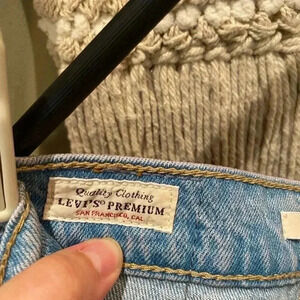 Quality Clothing
LEVI'S® PREMIUM
SAN FRANCISCO, CAL